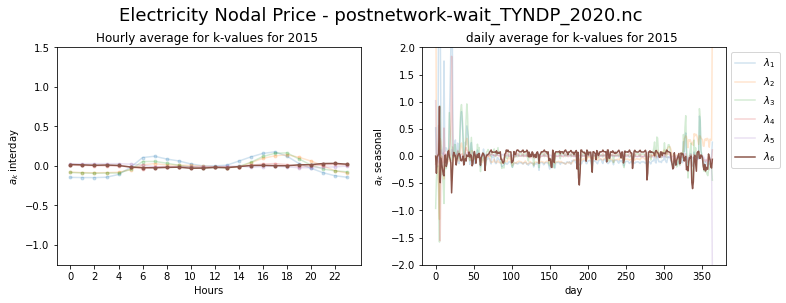 Electricity Nodal Price - postnetwork-wait_TYNDP_2020.nc
Hourly average for k-values for 2015
1.5
1.0
0.5
0.0
−0.5
−1.0
a_k interday
0 2 4 6 8 10 12 14 16 18 20 22
Hours
daily average for k-values for 2015
2.0
1.5
1.0
0.5
0.0
−0.5
−1.0
−1.5
−2.0
a_k seasonal
0 50 100 150 200 250 300 350
day
λ₁
λ₂
λ₃
λ₄
λ₅
λ₆